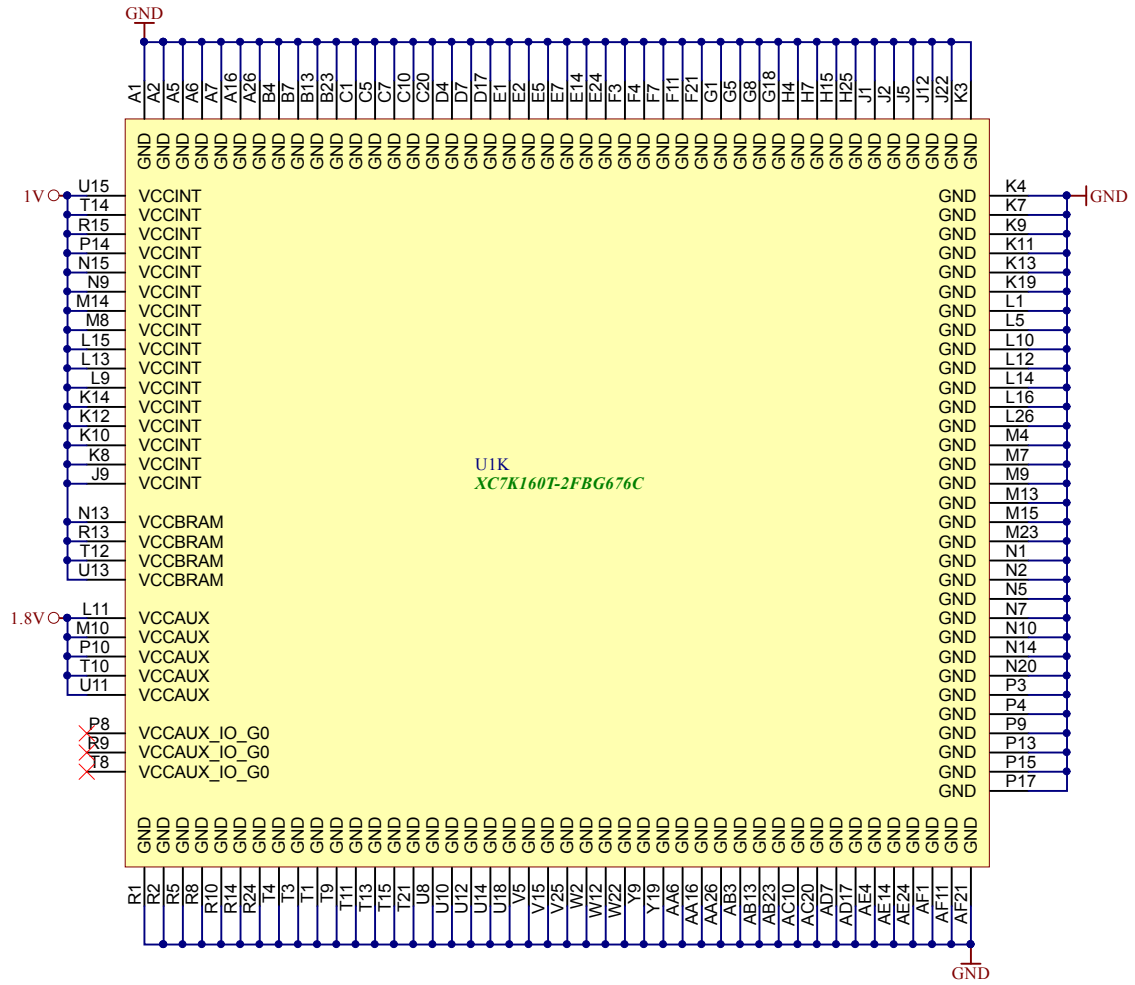 GND
A1 A2 A5 A6 A7 A16 A26 B4 B7 B13 B23 C1 C5 C7 C10 C20 D4 D7 D17 E1 E2 E5 E7 E14 E24 F3 F4 F7 F11 F21 G1 G5 G8 G18 H4 H7 H15 H25 J1 J2 J5 J12 J22 K3
GND GND GND GND GND GND GND GND GND GND GND GND GND GND GND GND GND GND GND GND GND GND GND GND GND GND GND GND GND GND GND GND GND GND GND GND GND GND GND GND GND GND GND GND
1V U15 VCCINT GND K4 GND
T14 VCCINT GND K7
R15 VCCINT GND K9
P14 VCCINT GND K11
N15 VCCINT GND K13
N9 VCCINT GND K19
M14 VCCINT GND L1
M8 VCCINT GND L5
L15 VCCINT GND L10
L13 VCCINT GND L12
L9 VCCINT GND L14
K14 VCCINT GND L16
K12 VCCINT GND L26
K10 VCCINT GND M4
K8 VCCINT U1K GND M7
J9 VCCINT XC7K160T-2FBG676C GND M9
GND M13
N13 VCCBRAM GND M15
R13 VCCBRAM GND M23
T12 VCCBRAM GND N1
U13 VCCBRAM GND N2
GND N5
1.8V L11 VCCAUX GND N7
M10 VCCAUX GND N10
P10 VCCAUX GND N14
T10 VCCAUX GND N20
U11 VCCAUX GND P3
GND P4
P8 VCCAUX_IO_G0 GND P9
R9 VCCAUX_IO_G0 GND P13
T8 VCCAUX_IO_G0 GND P15
GND P17
GND GND GND GND GND GND GND GND GND GND GND GND GND GND GND GND GND GND GND GND GND GND GND GND GND GND GND GND GND GND GND GND GND GND GND GND GND GND GND GND GND GND GND GND
R1 R2 R5 R8 R10 R14 R24 T4 T3 T1 T9 T11 T13 T15 T21 U8 U10 U12 U14 U18 V5 V15 V25 W2 W12 W22 Y9 Y19 AA6 AA16 AA26 AB3 AB13 AB23 AC10 AC20 AD7 AD17 AE4 AE14 AE24 AF1 AF11 AF21
GND